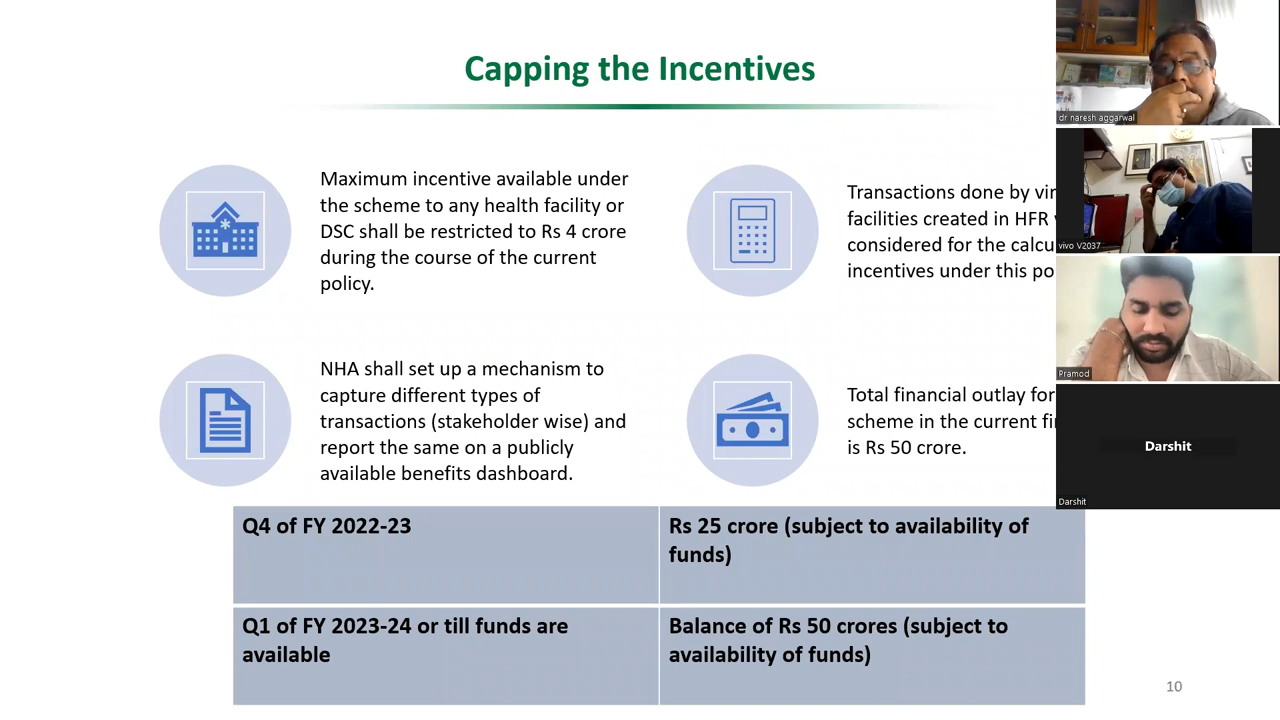 Capping the Incentives
Maximum incentive available under
the scheme to any health facility or
DSC shall be restricted to Rs 4 crore
during the course of the current
policy.
Transactions done by
facilities created in HFR
considered for the
incentives under this
NHA shall set up a mechanism to
capture different types of
transactions (stakeholder wise) and
report the same on a publicly
available benefits dashboard.
Total financial outlay for
scheme in the current
is Rs 50 crore.
Q4 of FY 2022-23
Rs 25 crore (subject to availability of
funds)
Q1 of FY 2023-24 or till funds are
available
Balance of Rs 50 crores (subject to
availability of funds)
10
dr naresh aggarwal
vivo V2037
Pramod
Darshit
Darshit